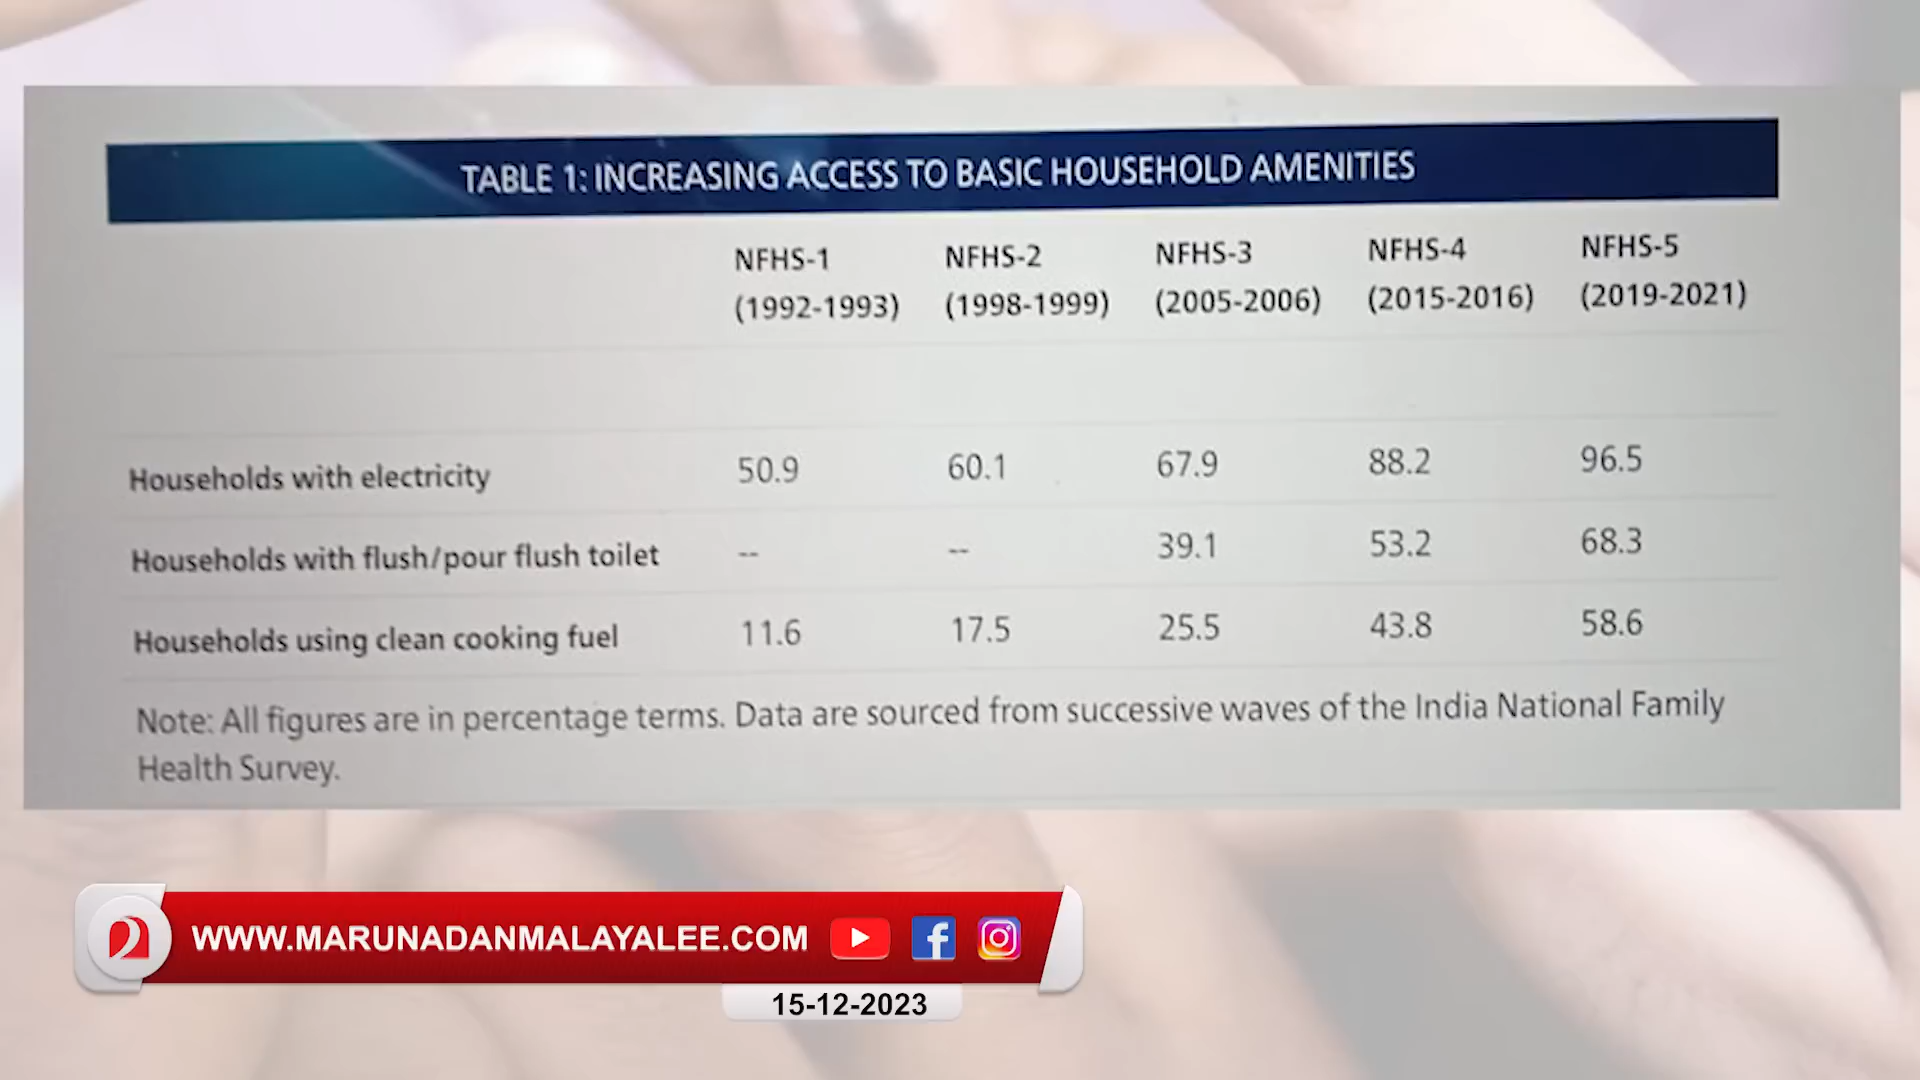 TABLE 1: INCREASING ACCESS TO BASIC HOUSEHOLD AMENITIES
NFHS-1 NFHS-2 NFHS-3 NFHS-4 NFHS-5
(1992-1993) (1998-1999) (2005-2006) (2015-2016) (2019-2021)
Households with electricity 50.9 60.1 67.9 88.2 96.5
Households with flush/pour flush toilet -- -- 39.1 53.2 68.3
Households using clean cooking fuel 11.6 17.5 25.5 43.8 58.6
Note: All figures are in percentage terms. Data are sourced from successive waves of the India National Family
Health Survey.
WWW.MARUNADANMALAYALEE.COM
15-12-2023